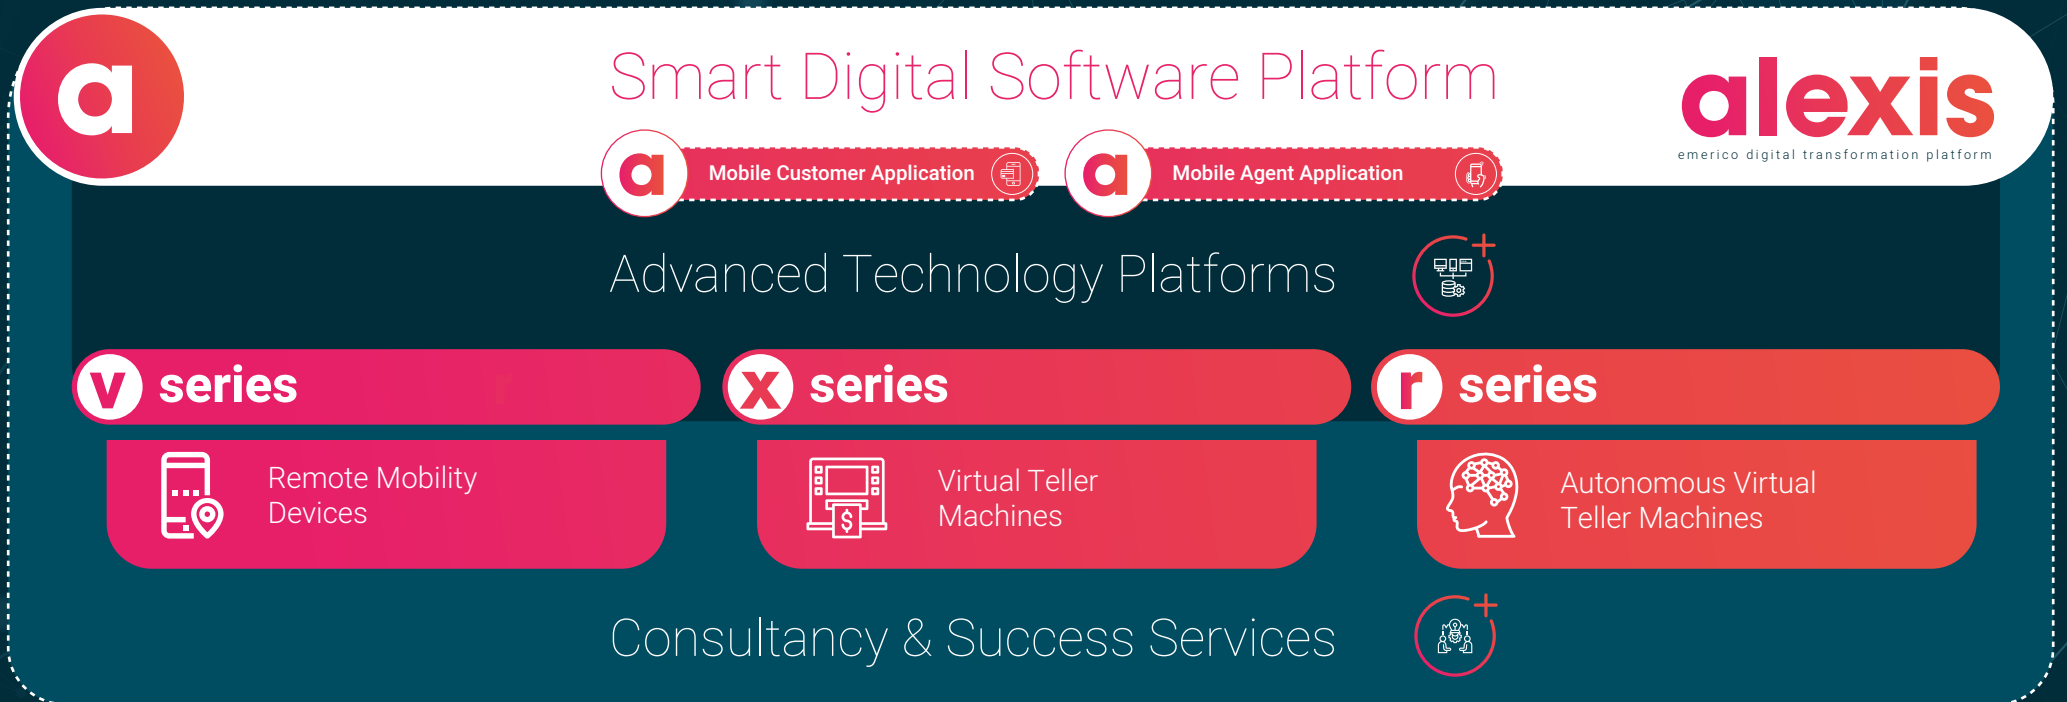 a
Smart Digital Software Platform
alexis
emerico digital transformation platform
a
Mobile Customer Application
a
Mobile Agent Application
Advanced Technology Platforms
v series
r
x series
r series
Remote Mobility
Devices
$
Virtual Teller
Machines
Autonomous Virtual
Teller Machines
Consultancy & Success Services